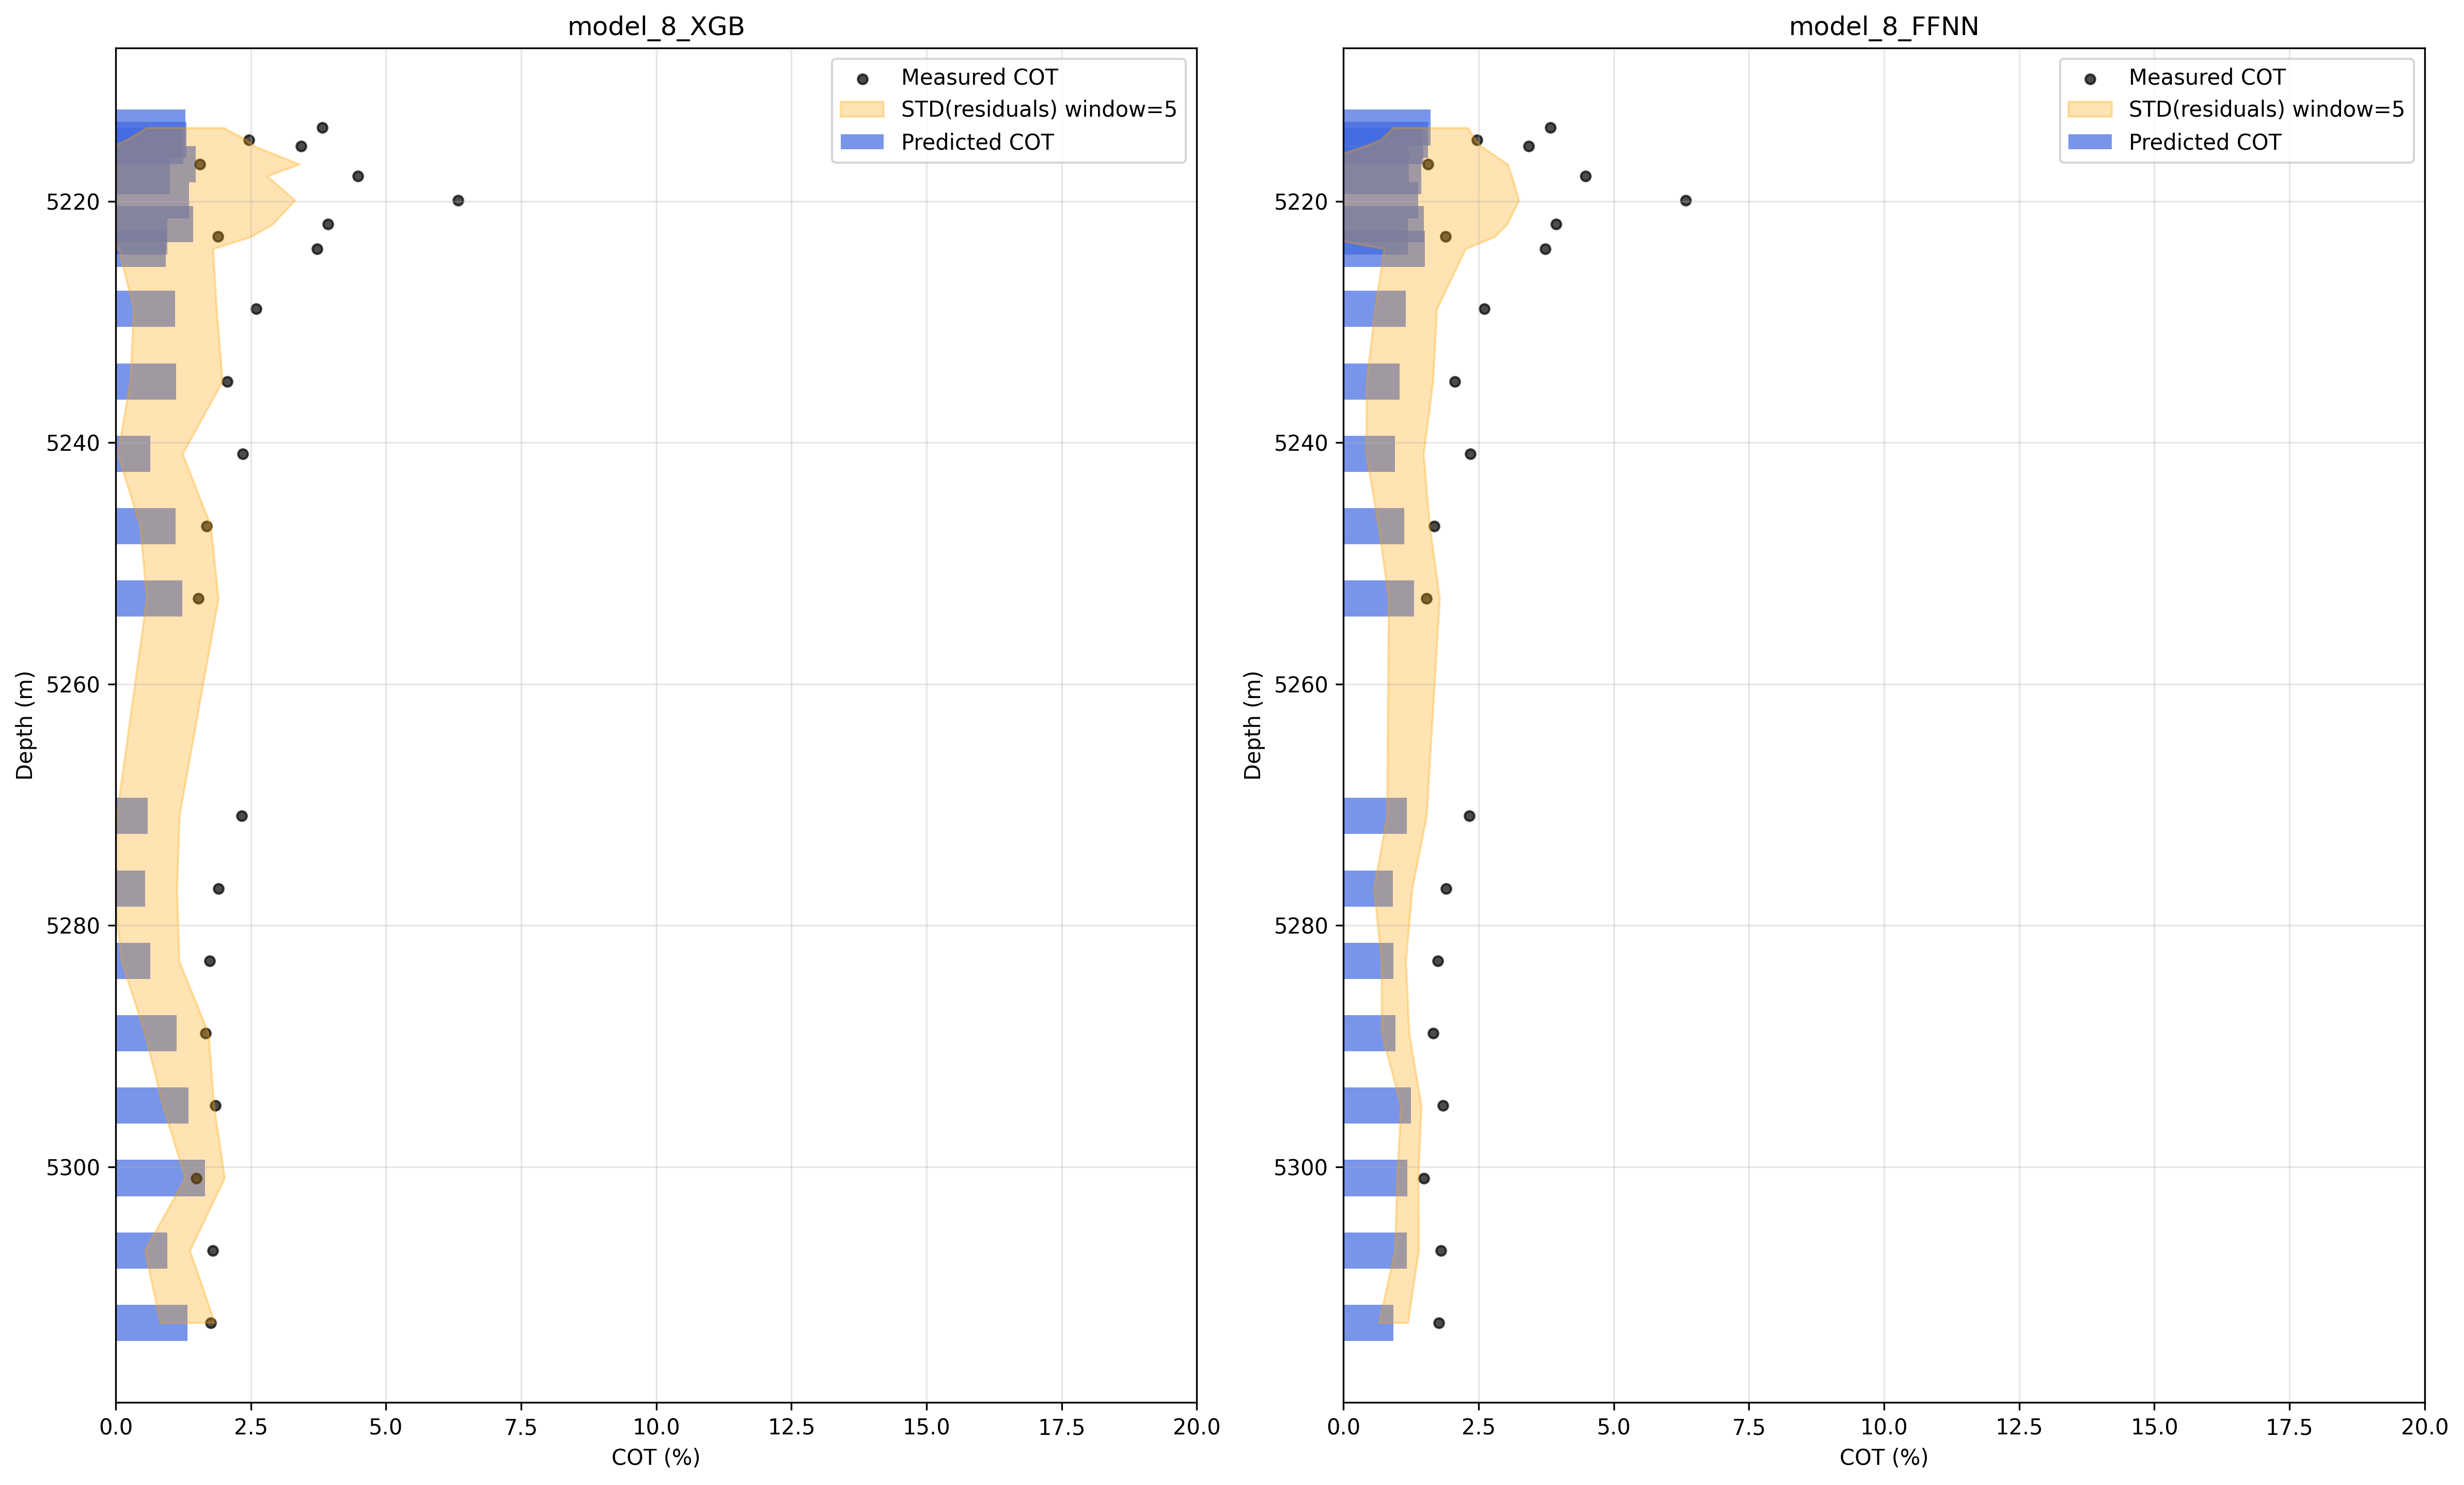 model_8_XGB
Measured COT
STD(residuals) window=5
Predicted COT
5220
5240
5260
5280
5300
Depth (m)
0.0 2.5 5.0 7.5 10.0 12.5 15.0 17.5 20.0
COT (%)
model_8_FFNN
Measured COT
STD(residuals) window=5
Predicted COT
5220
5240
5260
5280
5300
Depth (m)
0.0 2.5 5.0 7.5 10.0 12.5 15.0 17.5 20.0
COT (%)